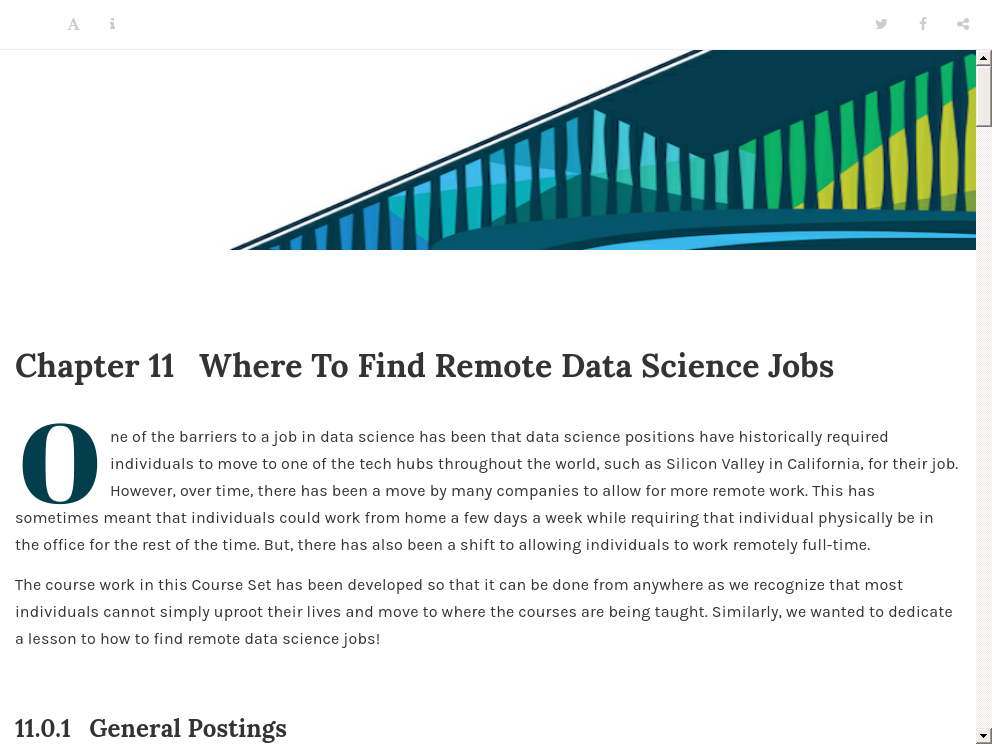 Chapter 11 Where To Find Remote Data Science Jobs
One of the barriers to a job in data science has been that data science positions have historically required
individuals to move to one of the tech hubs throughout the world, such as Silicon Valley in California, for their job.
However, over time, there has been a move by many companies to allow for more remote work. This has
sometimes meant that individuals could work from home a few days a week while requiring that individual physically be in
the office for the rest of the time. But, there has also been a shift to allowing individuals to work remotely full-time.
The course work in this Course Set has been developed so that it can be done from anywhere as we recognize that most
individuals cannot simply uproot their lives and move to where the courses are being taught. Similarly, we wanted to dedicate
a lesson to how to find remote data science jobs!
11.0.1 General Postings